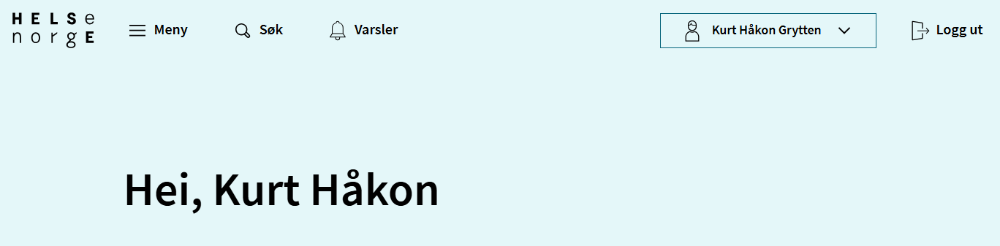 HELSe
norgE
Meny
Søk
Varsler
Kurt Håkon Grytten
Logg ut
Hei, Kurt Håkon